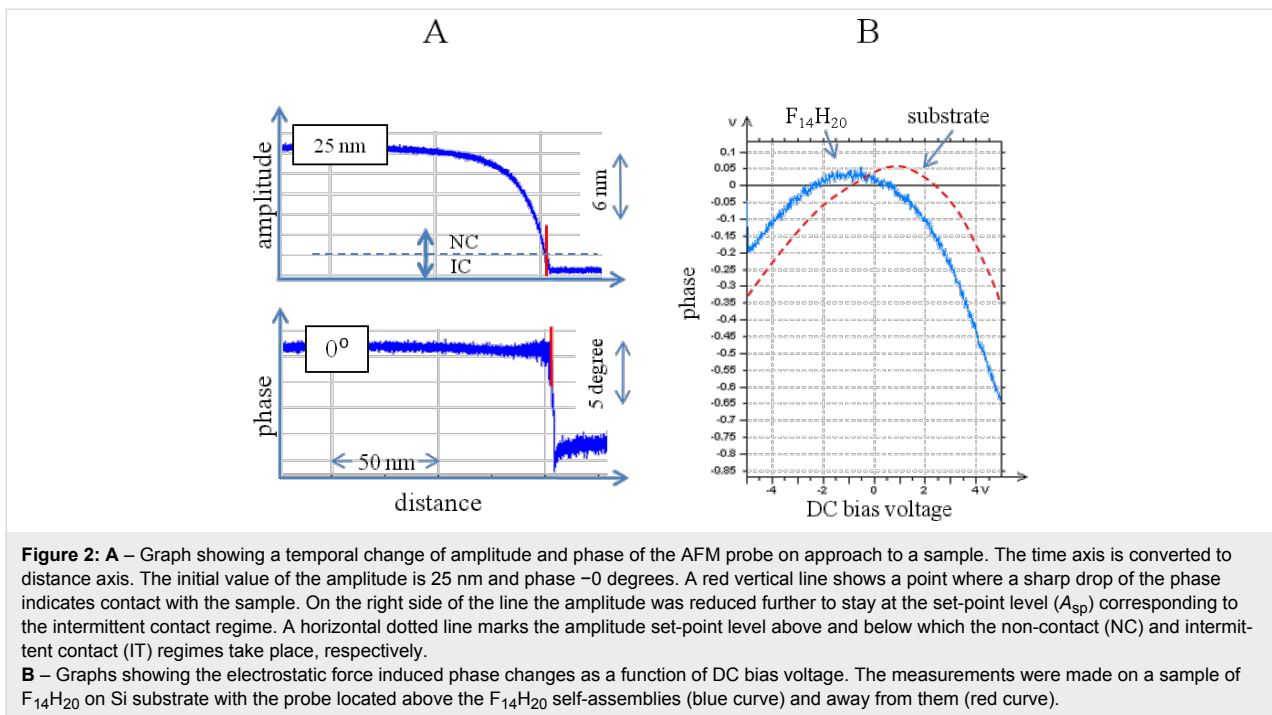 A
B
25 nm
amplitude
6 nm
NC
IC
0°
phase
5 degree
50 nm
distance
F₁₄H₂₀
substrate
v A
0.1
0.05
0
-0.05
-0.1
-0.15
-0.2
-0.25
-0.3
-0.35
-0.4
-0.45
-0.5
-0.55
-0.6
-0.65
-0.7
-0.75
-0.8
-0.85
phase
-4 -2 0 2 4V
DC bias voltage
Figure 2: A – Graph showing a temporal change of amplitude and phase of the AFM probe on approach to a sample. The time axis is converted to
distance axis. The initial value of the amplitude is 25 nm and phase −0 degrees. A red vertical line shows a point where a sharp drop of the phase
indicates contact with the sample. On the right side of the line the amplitude was reduced further to stay at the set-point level (Aₛₚ) corresponding to
the intermittent contact regime. A horizontal dotted line marks the amplitude set-point level above and below which the non-contact (NC) and intermit-
tent contact (IT) regimes take place, respectively.
B – Graphs showing the electrostatic force induced phase changes as a function of DC bias voltage. The measurements were made on a sample of
F₁₄H₂₀ on Si substrate with the probe located above the F₁₄H₂₀ self-assemblies (blue curve) and away from them (red curve).